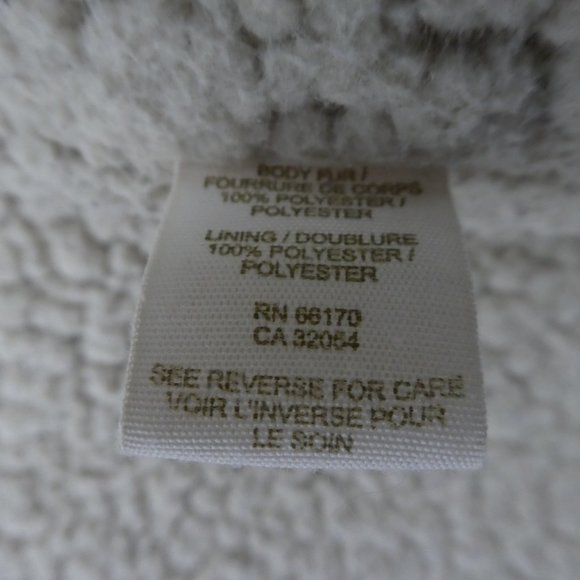 BODY FUR /
FOURRURE DE CORPS
100% POLYESTER /
POLYESTER
LINING / DOUBLURE
100% POLYESTER /
POLYESTER
RN 66170
CA 32054
SEE REVERSE FOR CARE
VOIR L'INVERSE POUR
LE SOIN